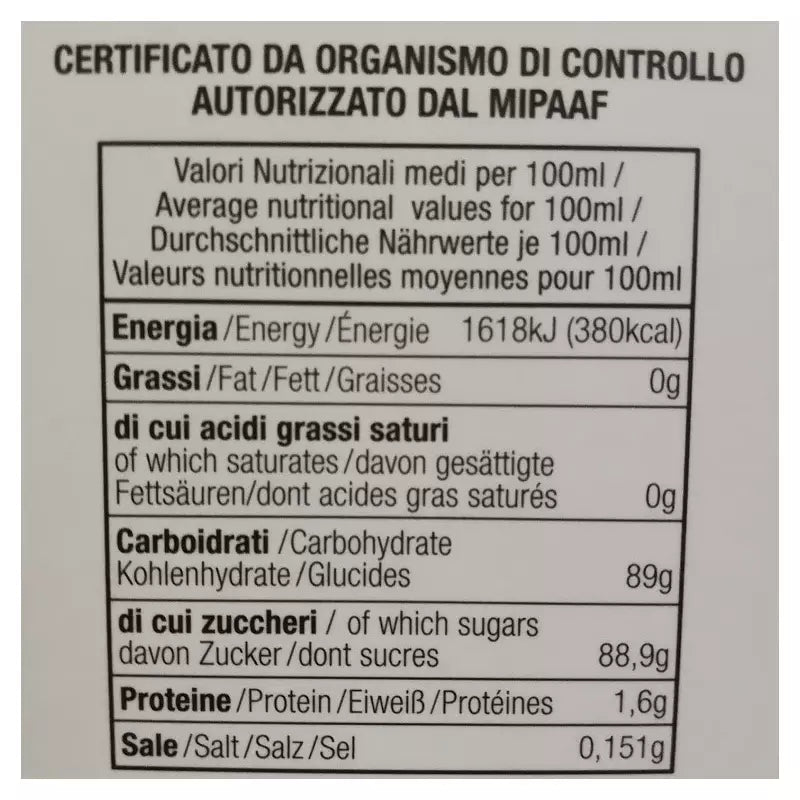 CERTIFICATO DA ORGANISMO DI CONTROLLO
AUTORIZZATO DAL MIPAAF
Valori Nutrizionali medi per 100ml /
Average nutritional values for 100ml /
Durchschnittliche Nährwerte je 100ml /
Valeurs nutritionnelles moyennes pour 100ml
Energia/Energy/Énergie 1618kJ (380kcal)
Grassi/Fat/Fett/Graisses 0g
di cui acidi grassi saturi
of which saturates/davon gesättigte
Fettsäuren/dont acides gras saturés 0g
Carboidrati /Carbohydrate
Kohlenhydrate/Glucides 89g
di cui zuccheri / of which sugars
davon Zucker/dont sucres 88,9g
Proteine/Protein/Eiweiß/Protéines 1,6g
Sale/Salt/Salz/Sel 0,151g